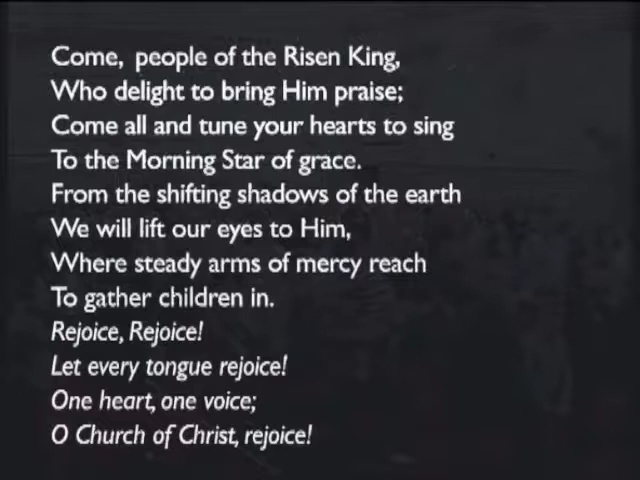 Come, people of the Risen King,
Who delight to bring Him praise;
Come all and tune your hearts to sing
To the Morning Star of grace.
From the shifting shadows of the earth
We will lift our eyes to Him,
Where steady arms of mercy reach
To gather children in.
Rejoice, Rejoice!
Let every tongue rejoice!
One heart, one voice;
O Church of Christ, rejoice!